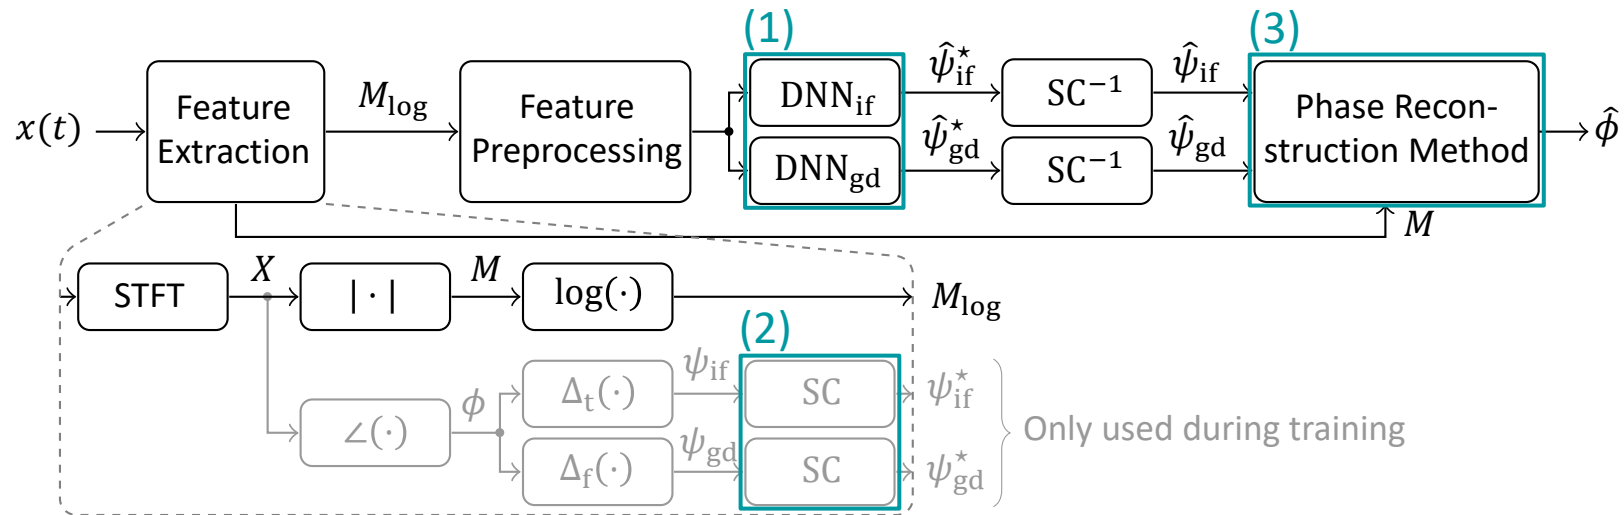 (1)
(3)
x(t)
Feature
Extraction
M_log
Feature
Preprocessing
DNN_if
DNN_gd
ψ̂*_if
ψ̂*_gd
SC⁻¹
SC⁻¹
ψ̂_if
ψ̂_gd
Phase Recon-
struction Method
ϕ̂
M
STFT
X
| · |
M
log(·)
M_log
(2)
∠(·)
ϕ
Δ_t(·)
Δ_f(·)
ψ_if
ψ_gd
SC
SC
ψ*_if
ψ*_gd
Only used during training